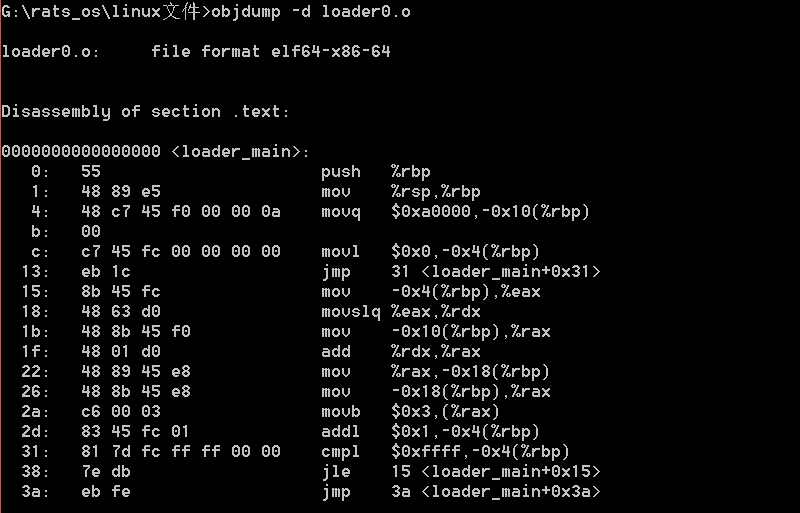 G:\rats_os\linux文件>objdump -d loader0.o
loader0.o:     file format elf64-x86-64
Disassembly of section .text:
0000000000000000 <loader_main>:
   0:   55                      push   %rbp
   1:   48 89 e5                mov    %rsp,%rbp
   4:   48 c7 45 f0 00 00 0a    movq   $0xa0000,-0x10(%rbp)
   b:   00
   c:   c7 45 fc 00 00 00 00    movl   $0x0,-0x4(%rbp)
  13:   eb 1c                   jmp    31 <loader_main+0x31>
  15:   8b 45 fc                mov    -0x4(%rbp),%eax
  18:   48 63 d0                movslq %eax,%rdx
  1b:   48 8b 45 f0             mov    -0x10(%rbp),%rax
  1f:   48 01 d0                add    %rdx,%rax
  22:   48 89 45 e8             mov    %rax,-0x18(%rbp)
  26:   48 8b 45 e8             mov    -0x18(%rbp),%rax
  2a:   c6 00 03                movb   $0x3,(%rax)
  2d:   83 45 fc 01             addl   $0x1,-0x4(%rbp)
  31:   81 7d fc ff ff 00 00    cmpl   $0xffff,-0x4(%rbp)
  38:   7e db                   jle    15 <loader_main+0x15>
  3a:   eb fe                   jmp    3a <loader_main+0x3a>